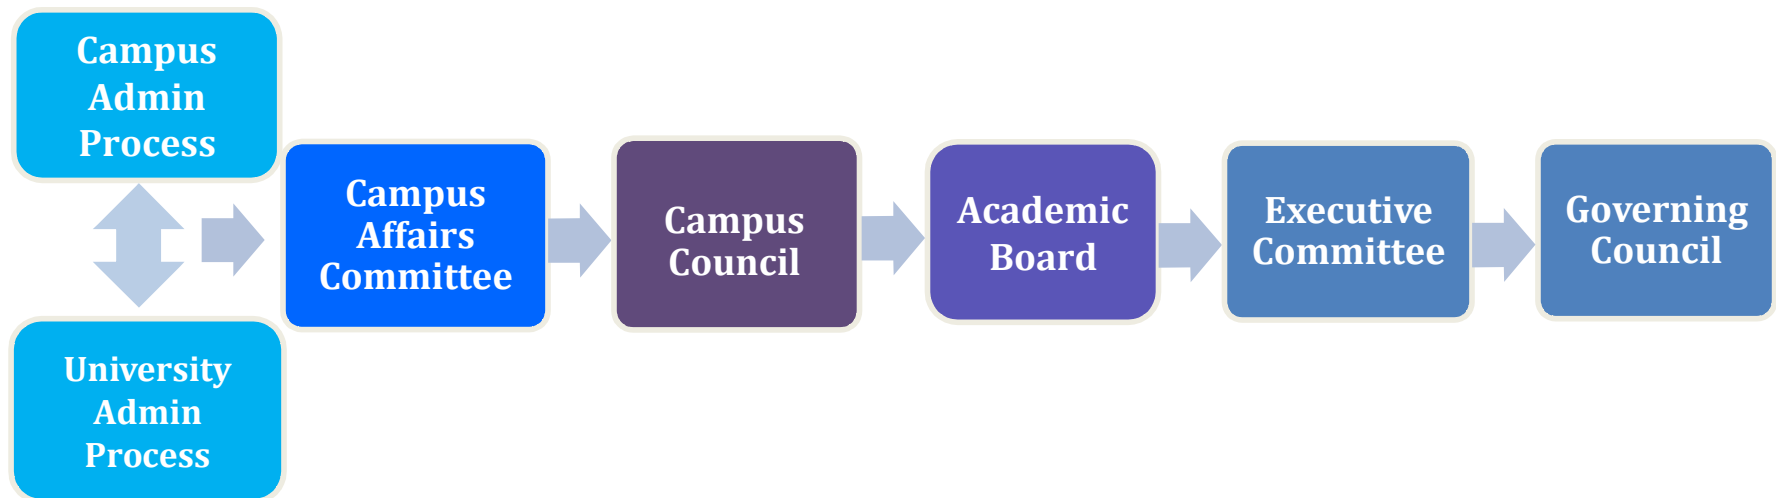 Campus
Admin
Process
University
Admin
Process
Campus
Affairs
Committee
Campus
Council
Academic
Board
Executive
Committee
Governing
Council